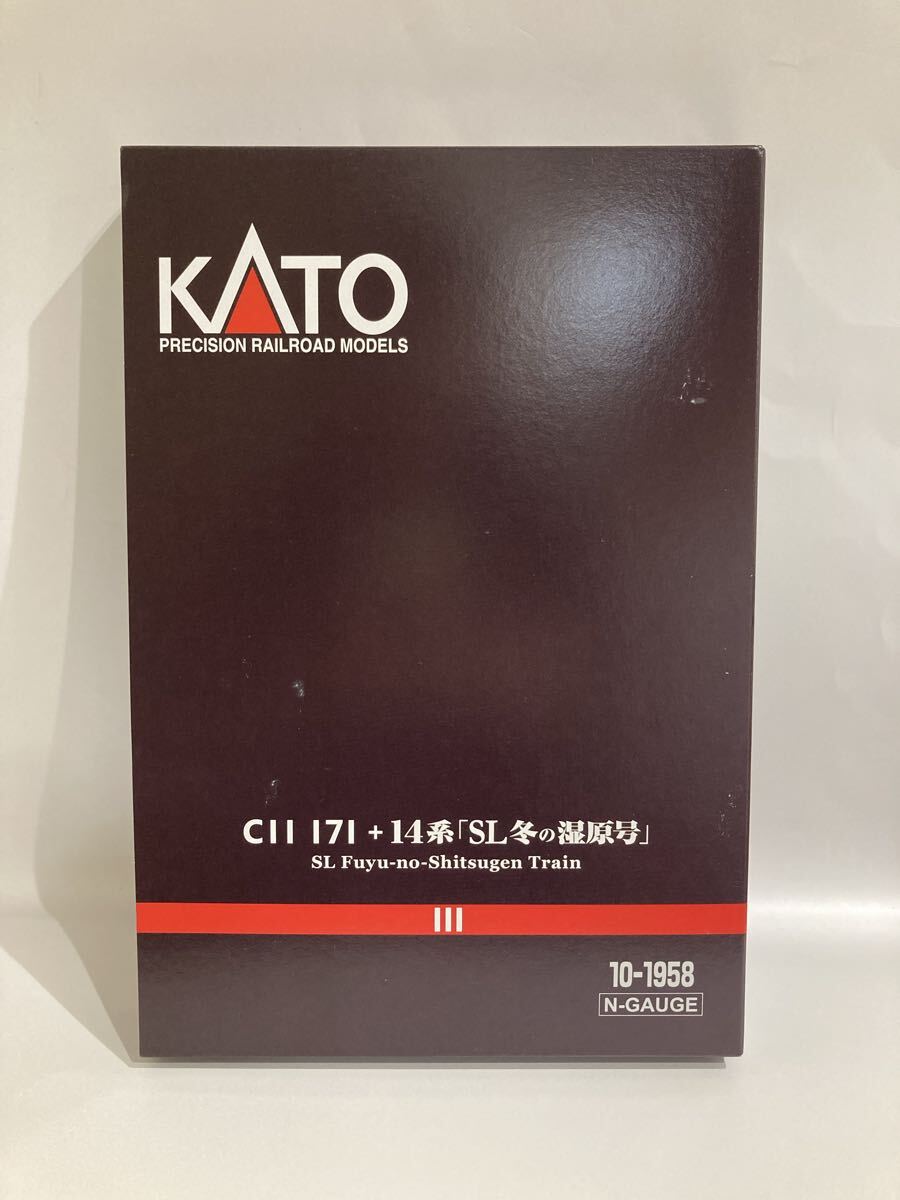 KATO
PRECISION RAILROAD MODELS
C11 171 + 14系「SL冬の湿原号」
SL Fuyu-no-Shitsugen Train
10-1958
N-GAUGE